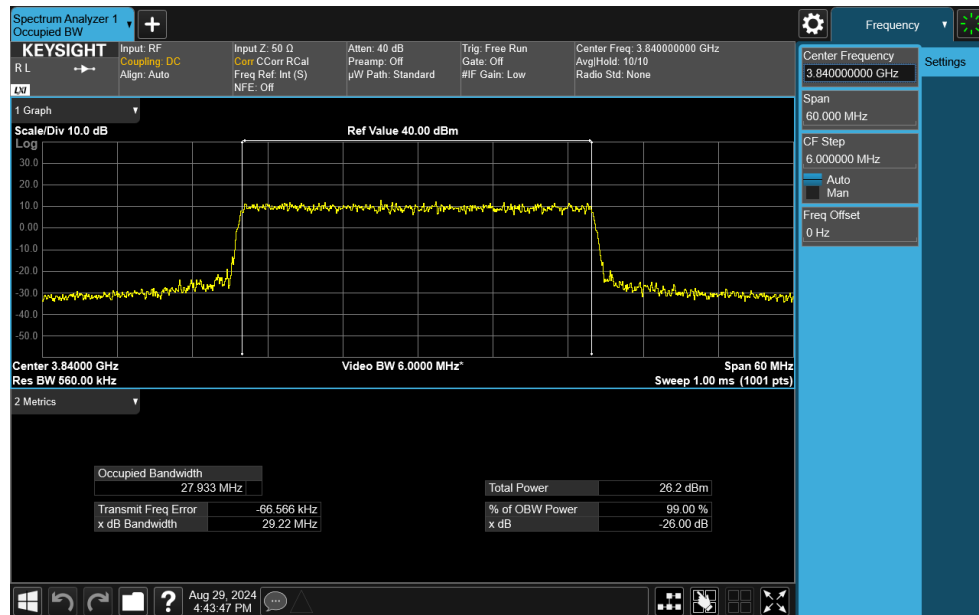 Spectrum Analyzer 1
Occupied BW
Frequency
KEYSIGHT
R L
LXI
Input: RF
Coupling: DC
Align: Auto
Input Z: 50 Ω
Corr CCorr RCal
Freq Ref: Int (S)
NFE: Off
Atten: 40 dB
Preamp: Off
µW Path: Standard
Trig: Free Run
Gate: Off
#IF Gain: Low
Center Freq: 3.840000000 GHz
Avg|Hold: 10/10
Radio Std: None
Center Frequency
3.840000000 GHz
Settings
Span
60.000 MHz
CF Step
6.000000 MHz
Auto
Man
Freq Offset
0 Hz
1 Graph
Scale/Div 10.0 dB
Ref Value 40.00 dBm
Log
30.0
20.0
10.0
0.00
-10.0
-20.0
-30.0
-40.0
-50.0
Center 3.84000 GHz
Video BW 6.0000 MHz*
Span 60 MHz
Res BW 560.00 kHz
Sweep 1.00 ms (1001 pts)
2 Metrics
Occupied Bandwidth
27.933 MHz
Transmit Freq Error -66.566 kHz
x dB Bandwidth 29.22 MHz
Total Power 26.2 dBm
% of OBW Power 99.00 %
x dB -26.00 dB
Aug 29, 2024
4:43:47 PM